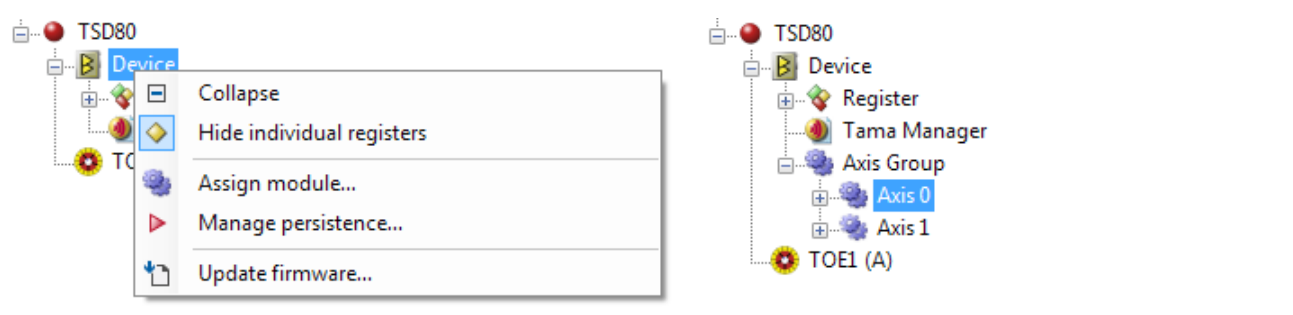 TSD80
Device
TO
Collapse
Hide individual registers
Assign module...
Manage persistence...
Update firmware...
TSD80
Device
Register
Tama Manager
Axis Group
Axis 0
Axis 1
TOE1 (A)